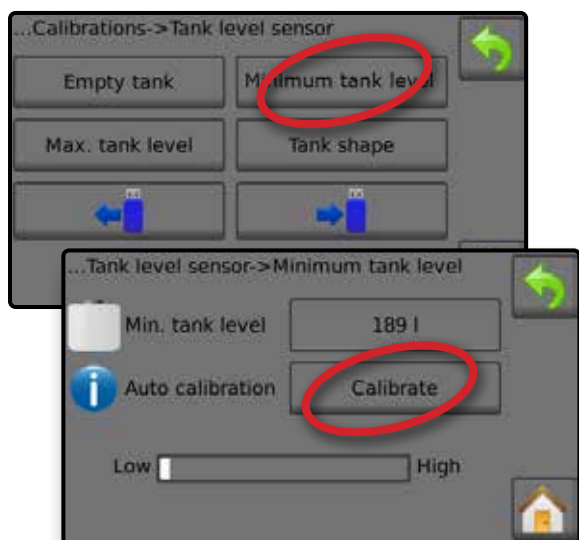 ...Calibrations->Tank level sensor
Empty tank
Minimum tank level
Max. tank level
Tank shape
...Tank level sensor->Minimum tank level
Min. tank level
189 l
Auto calibration
Calibrate
Low
High